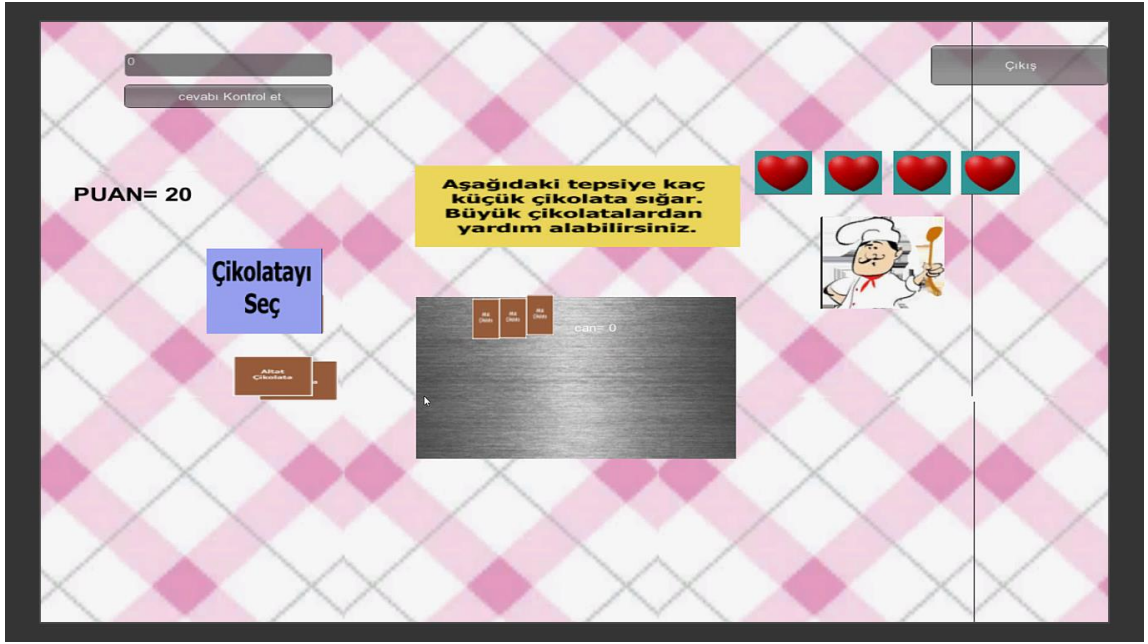 0
cevabı Kontrol et
Çıkış
PUAN= 20
Aşağıdaki tepsiye kaç
küçük çikolata sığar.
Büyük çikolatalardan
yardım alabilirsiniz.
Çikolatayı
Seç
can= 0
Çikolata